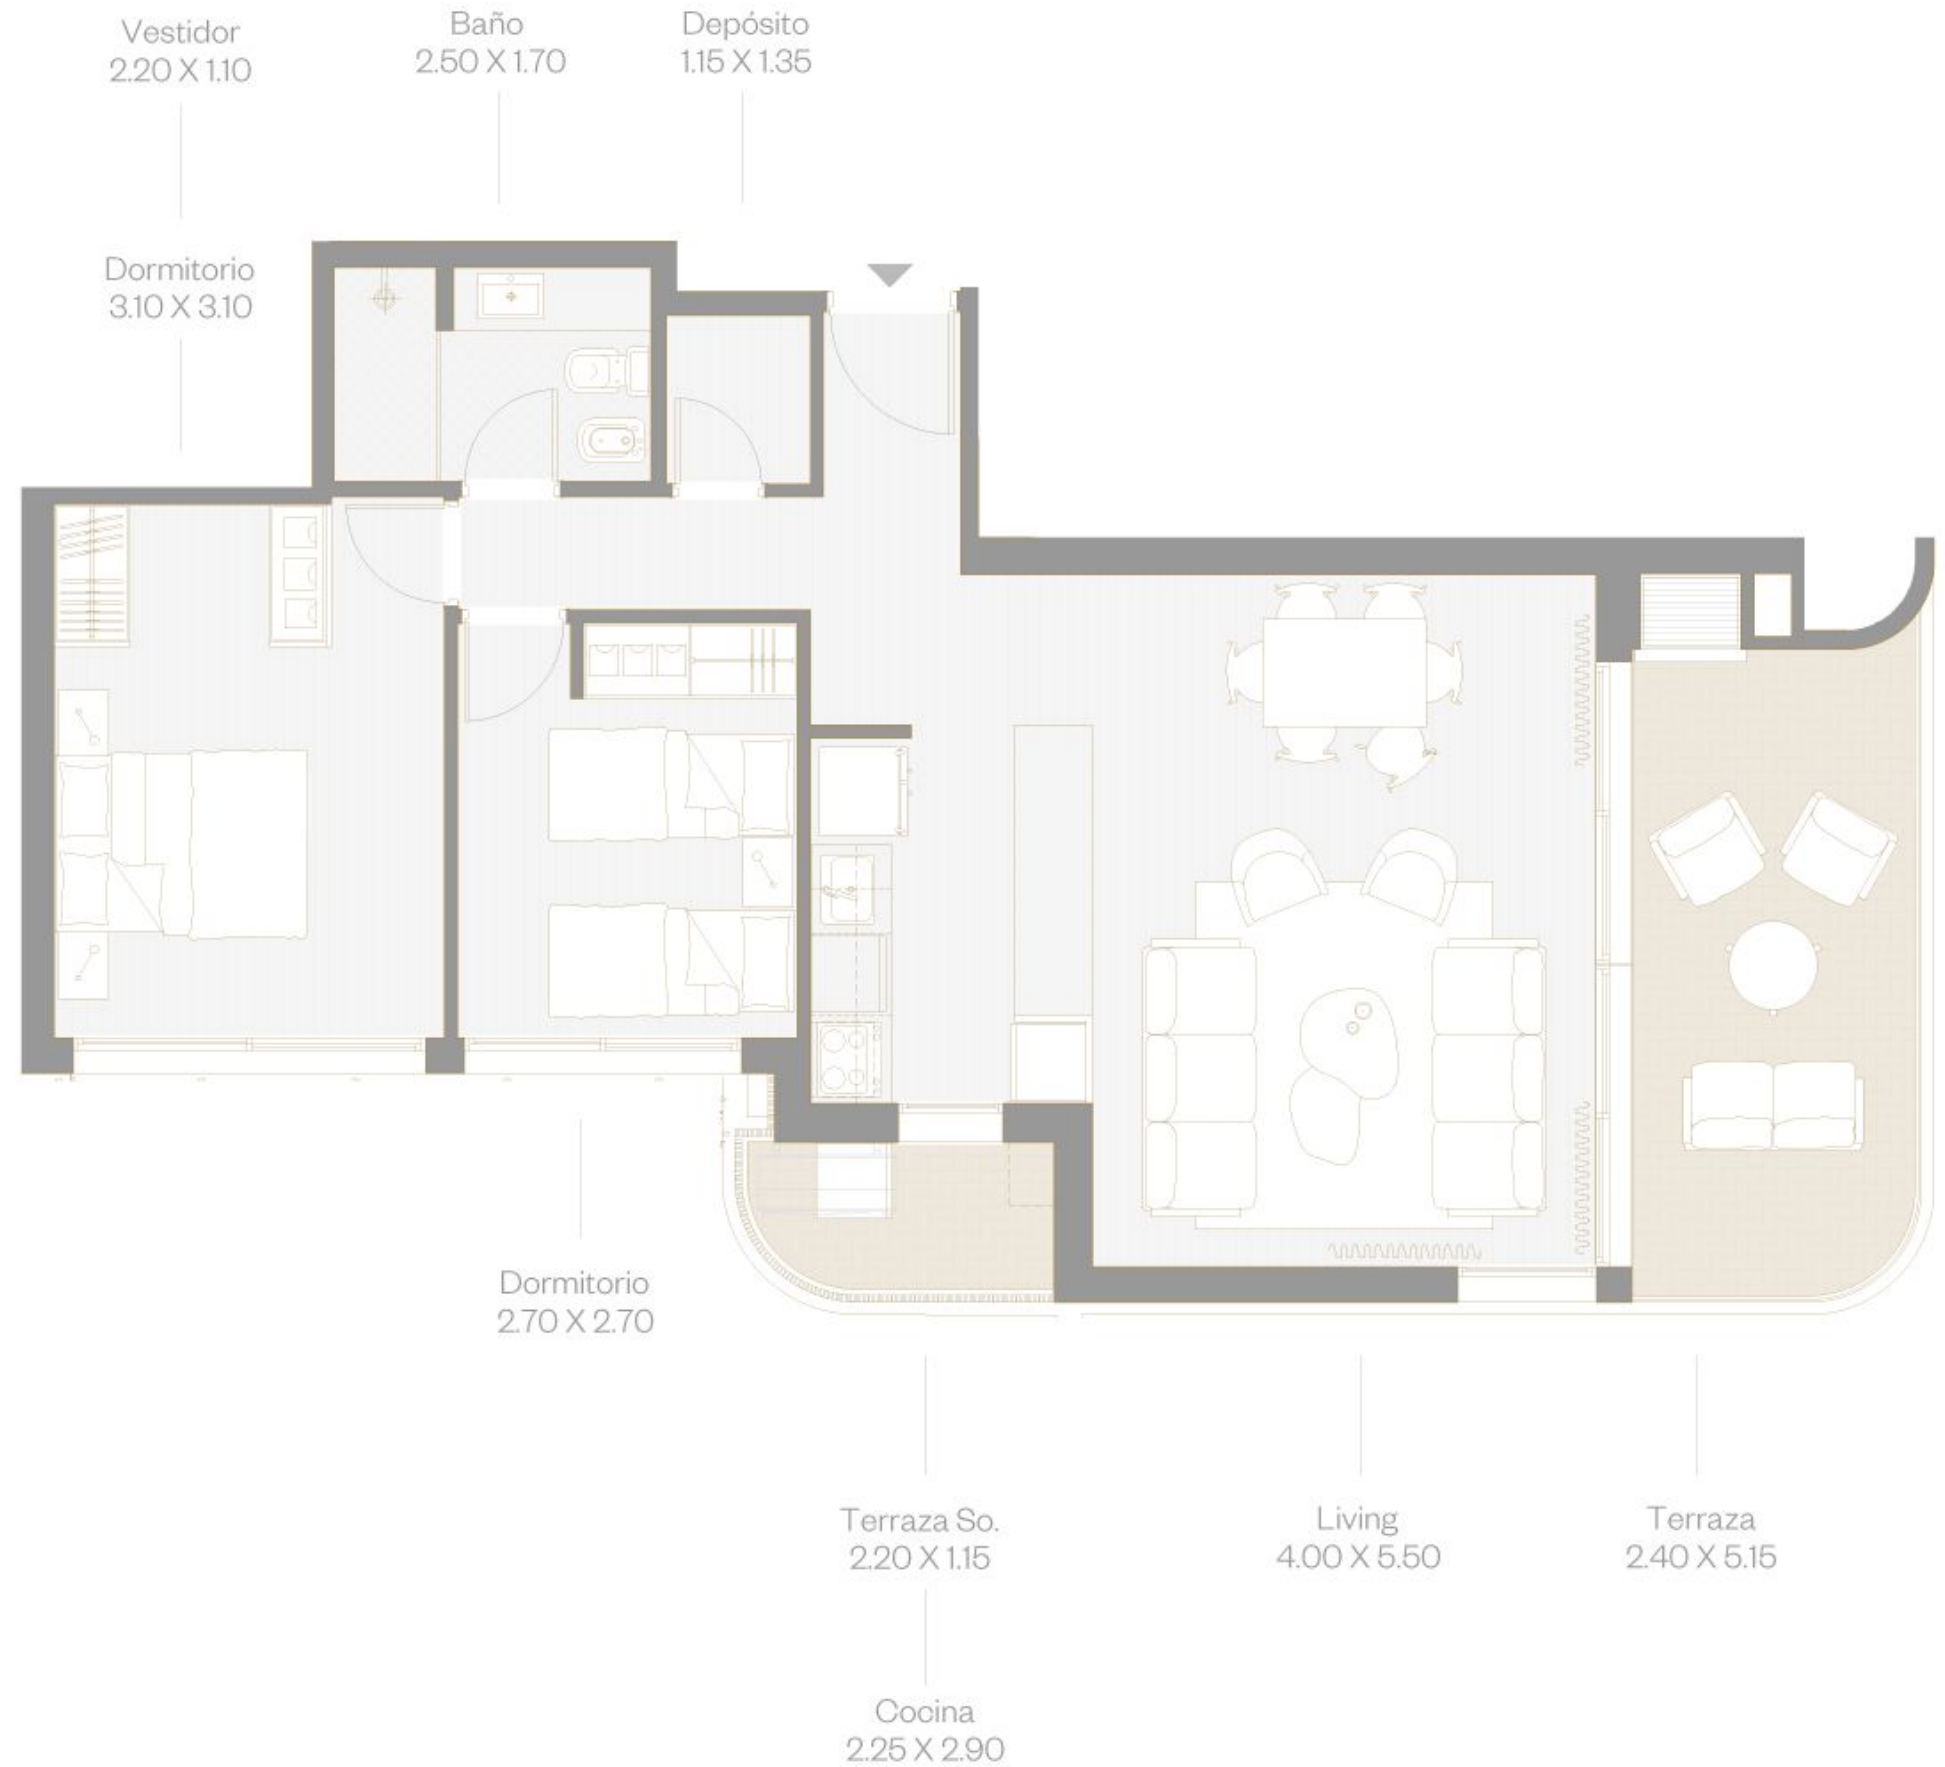 Vestidor
2.20 X 1.10
Baño
2.50 X 1.70
Depósito
1.15 X 1.35
Dormitorio
3.10 X 3.10
Dormitorio
2.70 X 2.70
Terraza So.
2.20 X 1.15
Living
4.00 X 5.50
Terraza
2.40 X 5.15
Cocina
2.25 X 2.90